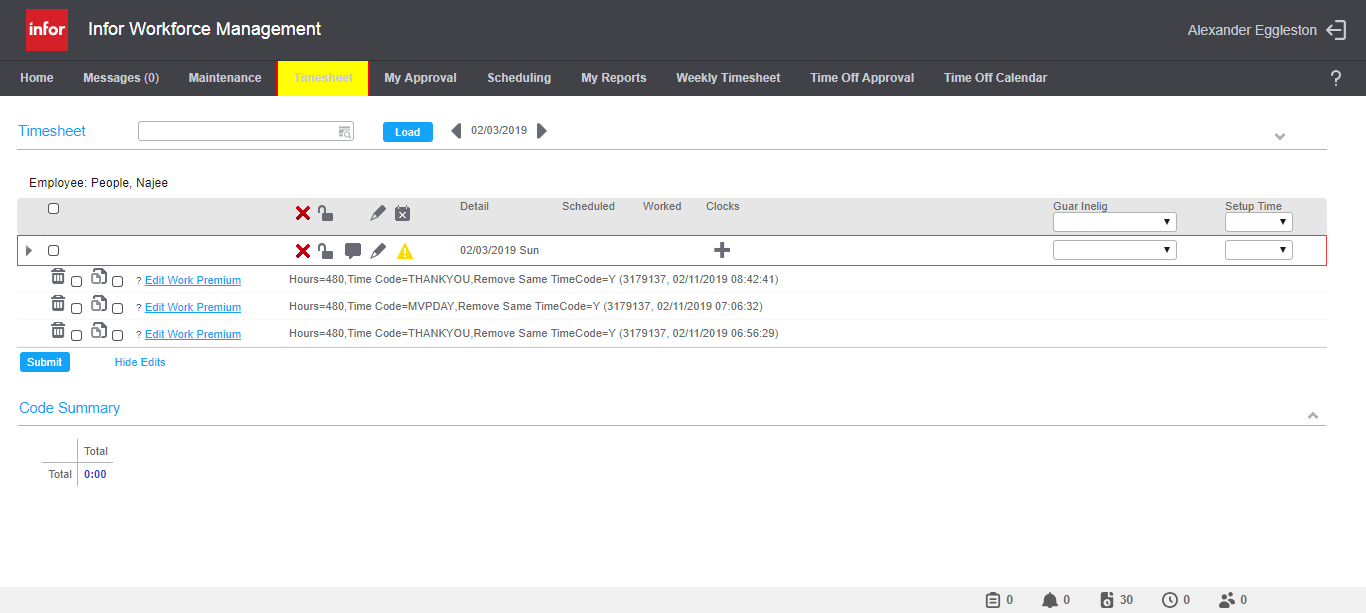 infor Infor Workforce Management Alexander Eggleston
Home Messages (0) Maintenance Timesheet My Approval Scheduling My Reports Weekly Timesheet Time Off Approval Time Off Calendar ?
Timesheet Load 02/03/2019
Employee: People, Najee
Detail Scheduled Worked Clocks Guar Inelig Setup Time
02/03/2019 Sun
? Edit Work Premium Hours=480,Time Code=THANKYOU,Remove Same TimeCode=Y (3179137, 02/11/2019 08:42:41)
? Edit Work Premium Hours=480,Time Code=MVPDAY,Remove Same TimeCode=Y (3179137, 02/11/2019 07:06:32)
? Edit Work Premium Hours=480,Time Code=THANKYOU,Remove Same TimeCode=Y (3179137, 02/11/2019 06:56:29)
Submit Hide Edits
Code Summary
Total
Total 0:00
0 0 30 0 0